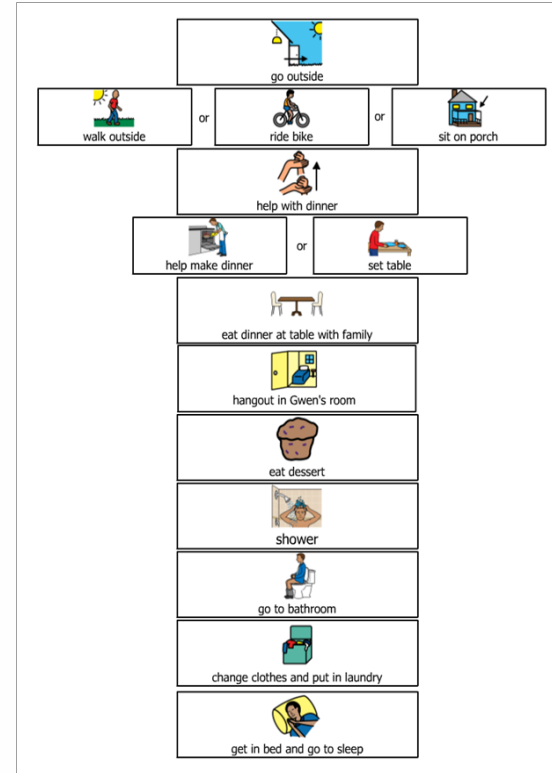 go outside
walk outside or ride bike or sit on porch
help with dinner
help make dinner or set table
eat dinner at table with family
hangout in Gwen's room
eat dessert
shower
go to bathroom
change clothes and put in laundry
get in bed and go to sleep